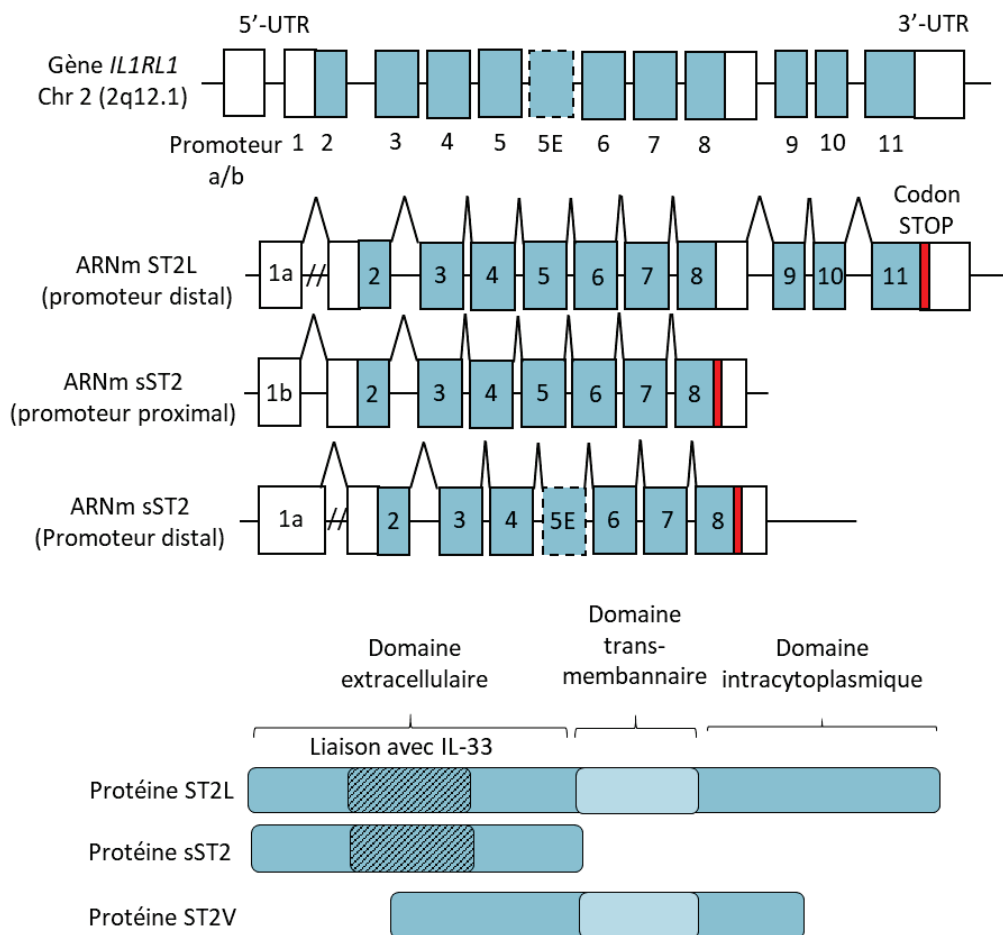 5’-UTR
3’-UTR
Gène IL1RL1
Chr 2 (2q12.1)
Promoteur
a/b
1 2 3 4 5 5E 6 7 8 9 10 11
Codon
STOP
ARNm ST2L
(promoteur distal)
1a // 2 3 4 5 6 7 8 9 10 11
ARNm sST2
(promoteur proximal)
1b 2 3 4 5 6 7 8
ARNm sST2
(Promoteur distal)
1a // 2 3 4 5E 6 7 8
Domaine
extracellulaire
Domaine
trans-
membannaire
Domaine
intracytoplasmique
Liaison avec IL-33
Protéine ST2L
Protéine sST2
Protéine ST2V